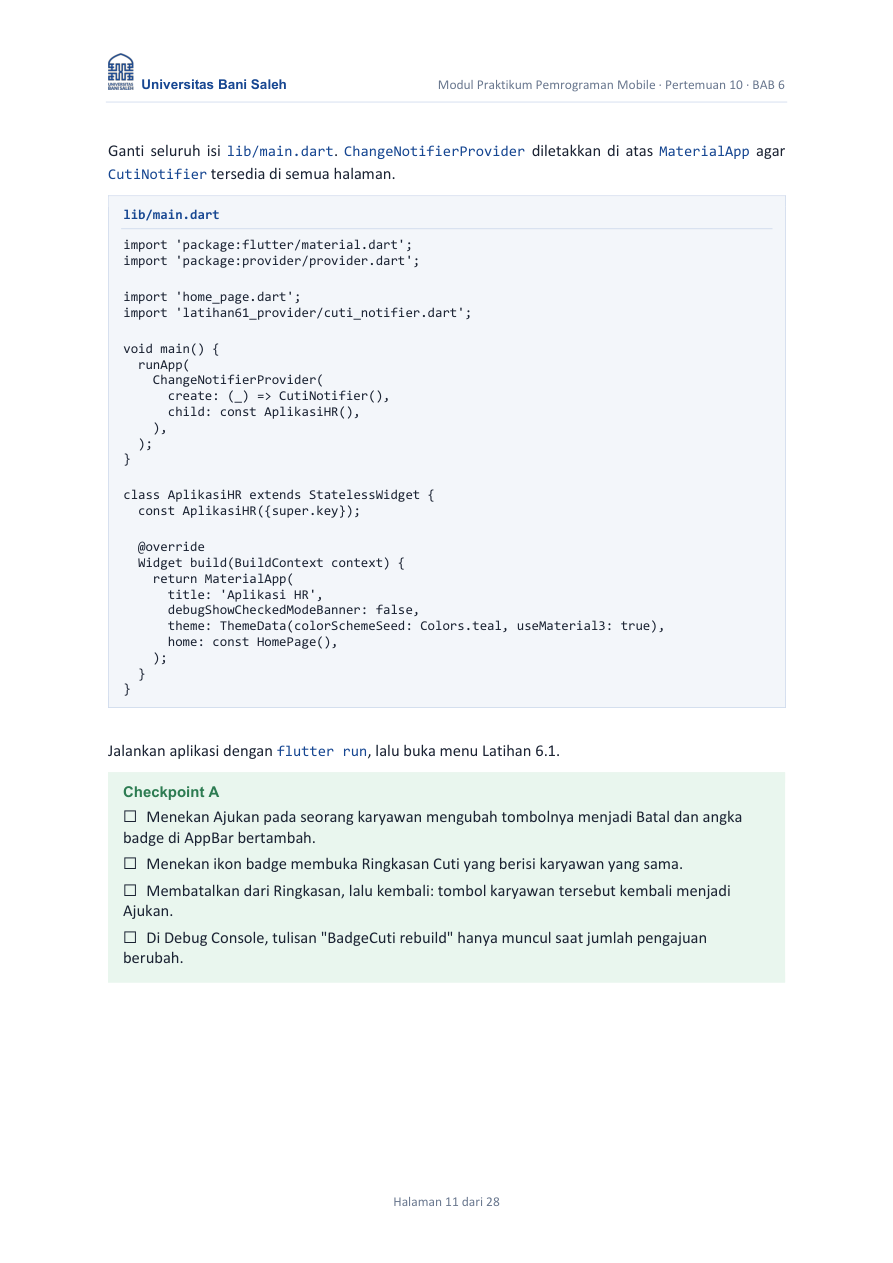 UNIVERSITAS
BANI SALEH
Universitas Bani Saleh
Modul Praktikum Pemrograman Mobile · Pertemuan 10 · BAB 6
Ganti seluruh isi lib/main.dart. ChangeNotifierProvider diletakkan di atas MaterialApp agar
CutiNotifier tersedia di semua halaman.
lib/main.dart
import 'package:flutter/material.dart';
import 'package:provider/provider.dart';

import 'home_page.dart';
import 'latihan61_provider/cuti_notifier.dart';

void main() {
  runApp(
    ChangeNotifierProvider(
      create: (_) => CutiNotifier(),
      child: const AplikasiHR(),
    ),
  );
}

class AplikasiHR extends StatelessWidget {
  const AplikasiHR({super.key});

  @override
  Widget build(BuildContext context) {
    return MaterialApp(
      title: 'Aplikasi HR',
      debugShowCheckedModeBanner: false,
      theme: ThemeData(colorSchemeSeed: Colors.teal, useMaterial3: true),
      home: const HomePage(),
    );
  }
}
Jalankan aplikasi dengan flutter run, lalu buka menu Latihan 6.1.
Checkpoint A
☐ Menekan Ajukan pada seorang karyawan mengubah tombolnya menjadi Batal dan angka
badge di AppBar bertambah.
☐ Menekan ikon badge membuka Ringkasan Cuti yang berisi karyawan yang sama.
☐ Membatalkan dari Ringkasan, lalu kembali: tombol karyawan tersebut kembali menjadi
Ajukan.
☐ Di Debug Console, tulisan "BadgeCuti rebuild" hanya muncul saat jumlah pengajuan
berubah.
Halaman 11 dari 28